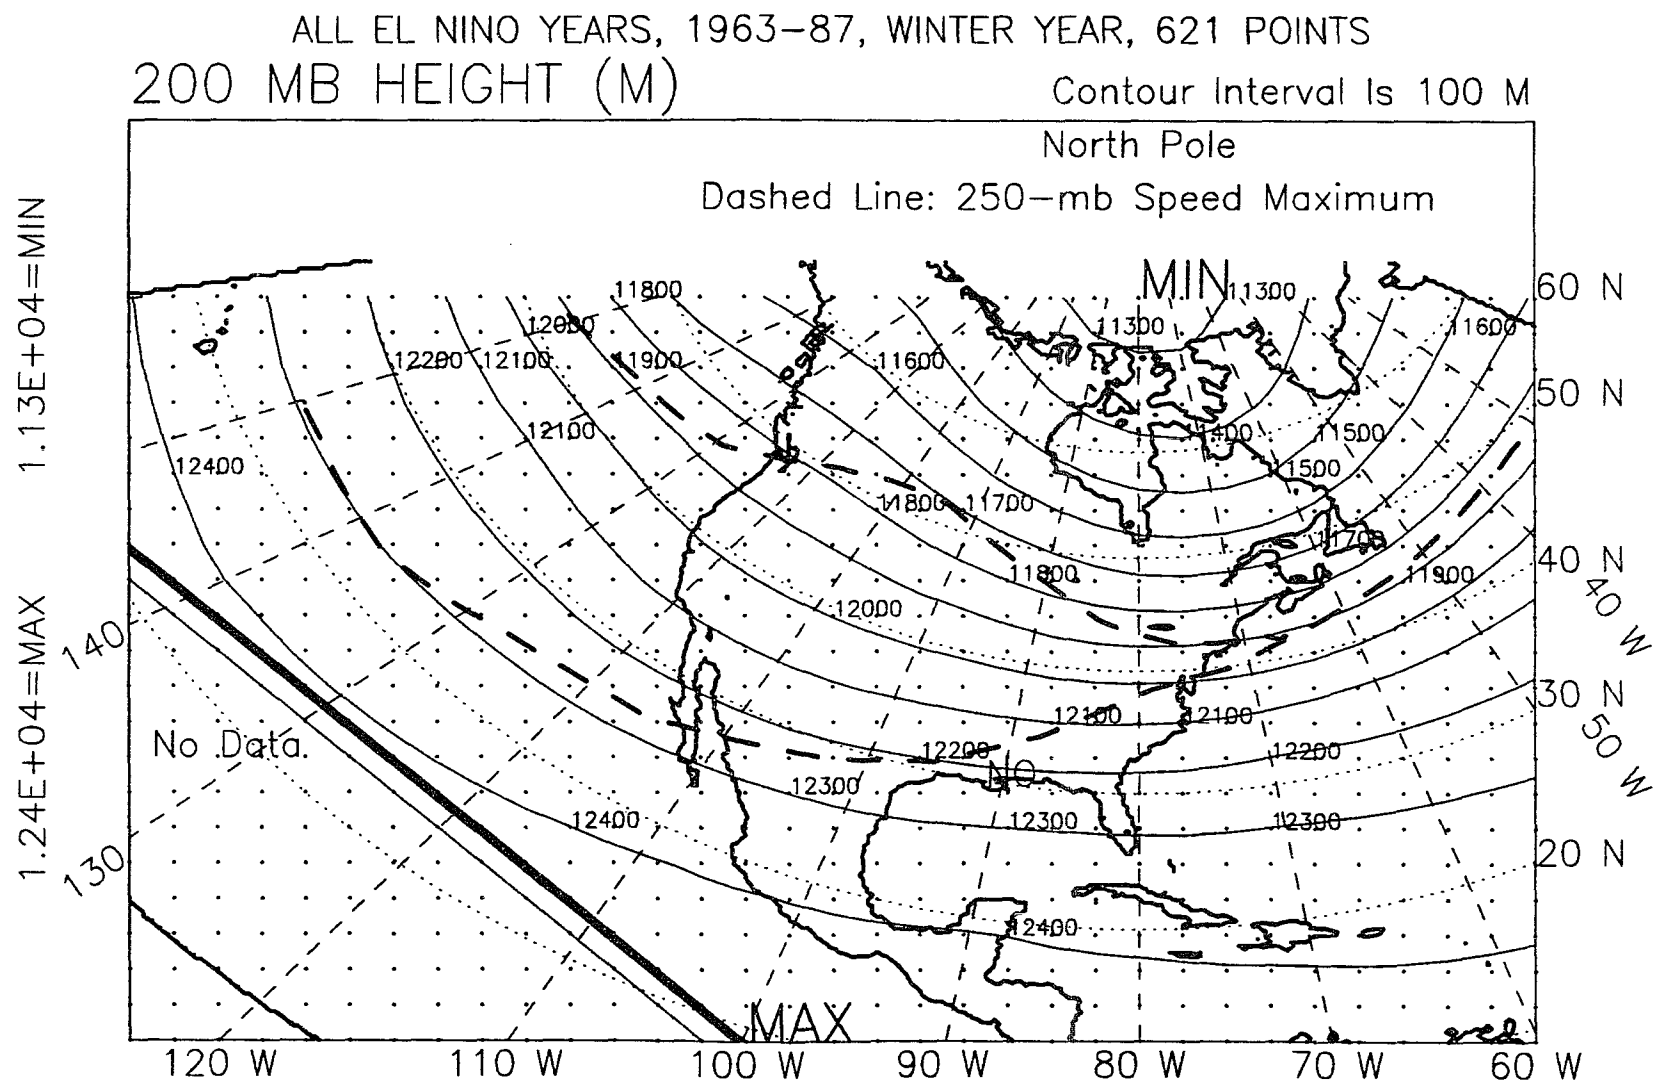 ALL EL NINO YEARS, 1963-87, WINTER YEAR, 621 POINTS
200 MB HEIGHT (M)
Contour Interval Is 100 M
North Pole
Dashed Line: 250-mb Speed Maximum
1.13E+04=MIN
1.24E+04=MAX
MIN
11300
60 N
11800
12000
11300
11600
12200
12100
11900
11600
50 N
12100
12400
11500
11500
11800
11700
11700
40 N
11800
11900
40 W
12000
140
30 N
12100
12100
50 W
No Data
12200
12200
NO
12300
12400
12300
12300
20 N
130
12400
MAX
120 W
110 W
100 W
90 W
80 W
70 W
60 W